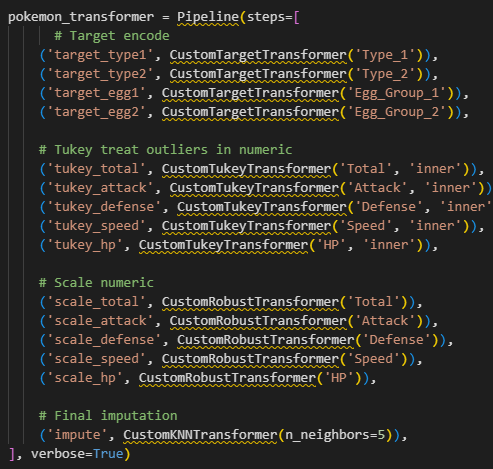 pokemon_transformer = Pipeline(steps=[
# Target encode
('target_type1', CustomTargetTransformer('Type_1')),
('target_type2', CustomTargetTransformer('Type_2')),
('target_egg1', CustomTargetTransformer('Egg_Group_1')),
('target_egg2', CustomTargetTransformer('Egg_Group_2')),
# Tukey treat outliers in numeric
('tukey_total', CustomTukeyTransformer('Total', 'inner')),
('tukey_attack', CustomTukeyTransformer('Attack', 'inner'))
('tukey_defense', CustomTukeyTransformer('Defense', 'inner'
('tukey_speed', CustomTukeyTransformer('Speed', 'inner')),
('tukey_hp', CustomTukeyTransformer('HP', 'inner')),
# Scale numeric
('scale_total', CustomRobustTransformer('Total')),
('scale_attack', CustomRobustTransformer('Attack')),
('scale_defense', CustomRobustTransformer('Defense')),
('scale_speed', CustomRobustTransformer('Speed')),
('scale_hp', CustomRobustTransformer('HP')),
# Final imputation
('impute', CustomKNNTransformer(n_neighbors=5)),
], verbose=True)